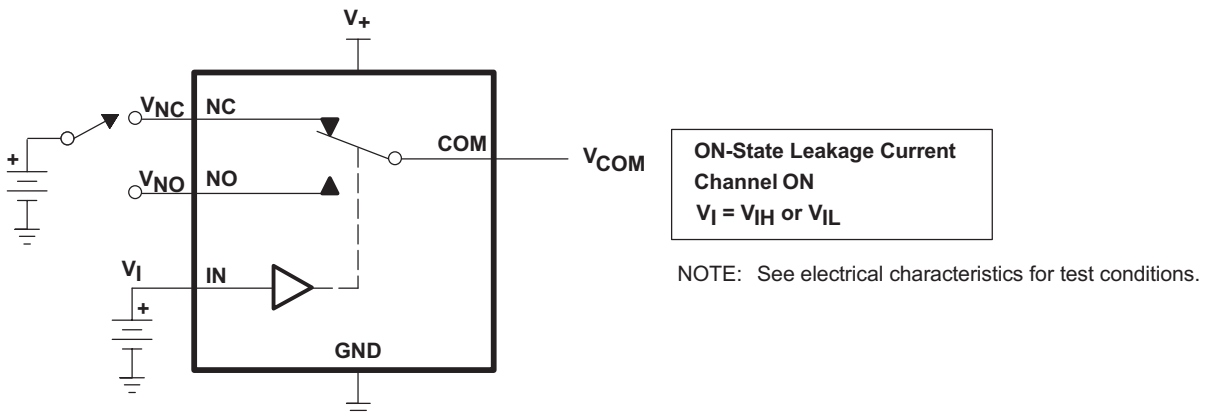 V+
VNC NC
COM VCOM
+
VNO NO
VI IN
+
GND
ON-State Leakage Current
Channel ON
VI = VIH or VIL
NOTE: See electrical characteristics for test conditions.